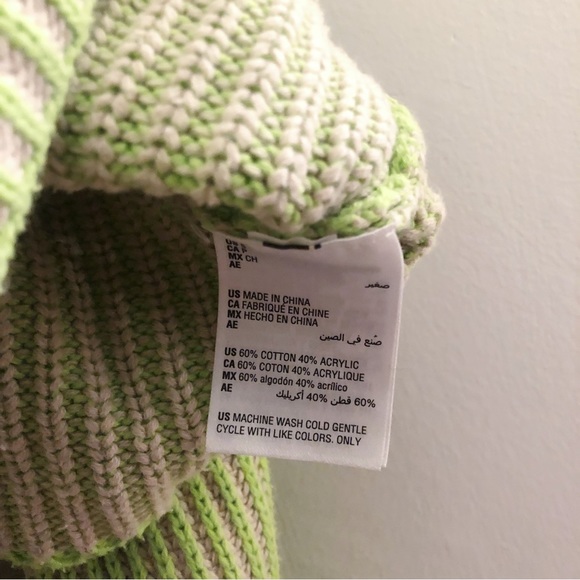 MX CH
AE
صغير
US MADE IN CHINA
CA FABRIQUÉ EN CHINE
MX HECHO EN CHINA
AE
صُنع في الصين
US 60% COTTON 40% ACRYLIC
CA 60% COTON 40% ACRYLIQUE
MX 60% algodón 40% acrílico
AE
60% قطن 40% أكريليك
US MACHINE WASH COLD GENTLE
CYCLE WITH LIKE COLORS. ONLY